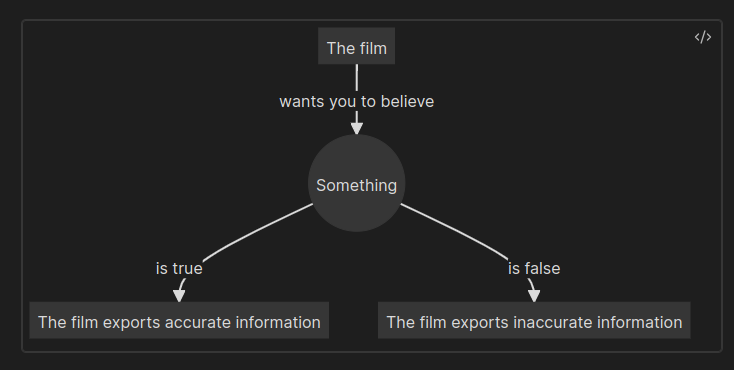 The film
wants you to believe
Something
is true
is false
The film exports accurate information
The film exports inaccurate information